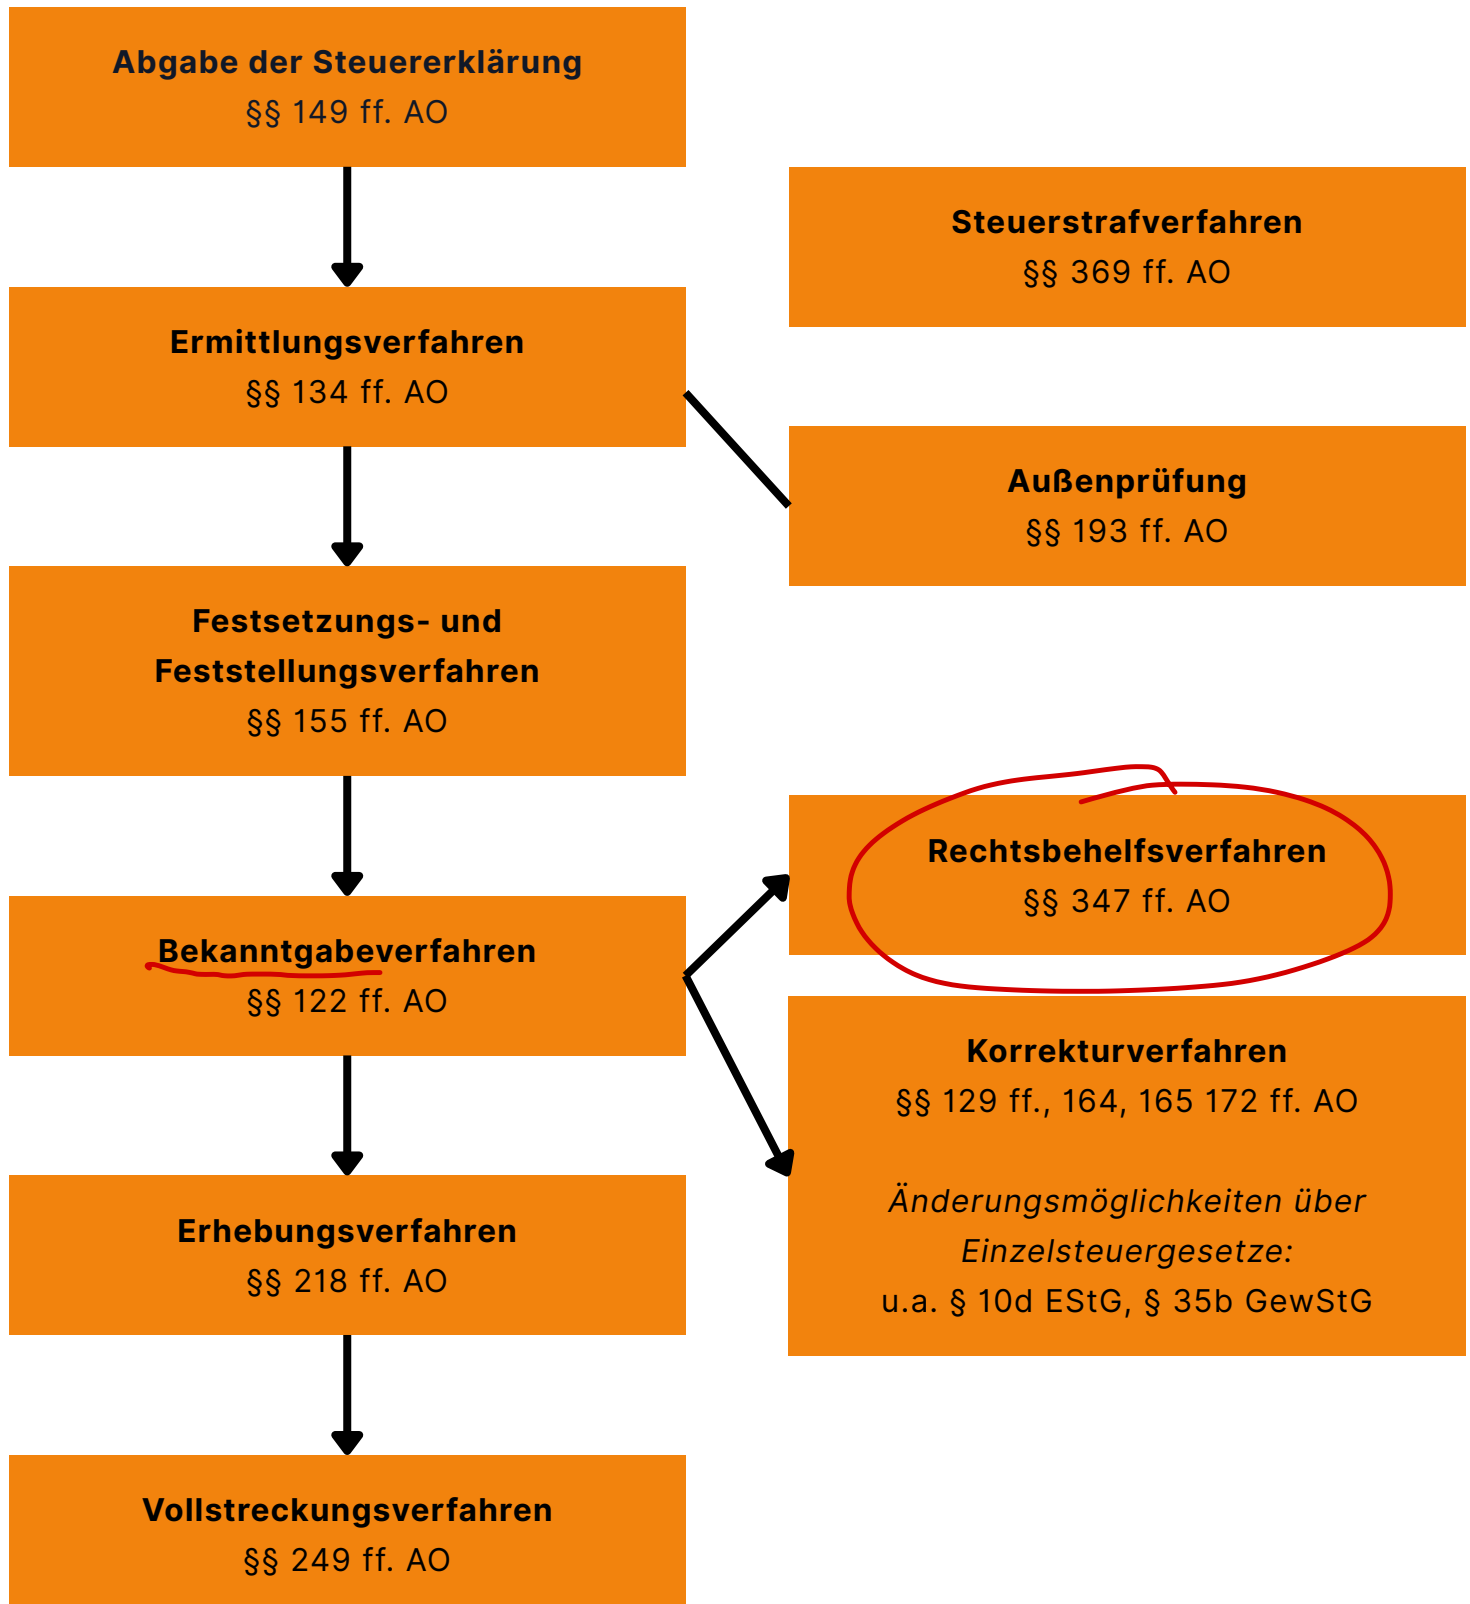 Abgabe der Steuererklärung
§§ 149 ff. AO
Steuerstrafverfahren
§§ 369 ff. AO
Ermittlungsverfahren
§§ 134 ff. AO
Außenprüfung
§§ 193 ff. AO
Festsetzungs- und
Feststellungsverfahren
§§ 155 ff. AO
Rechtsbehelfsverfahren
§§ 347 ff. AO
Bekanntgabeverfahren
§§ 122 ff. AO
Korrekturverfahren
§§ 129 ff., 164, 165 172 ff. AO
Änderungsmöglichkeiten über
Einzelsteuergesetze:
u.a. § 10d EStG, § 35b GewStG
Erhebungsverfahren
§§ 218 ff. AO
Vollstreckungsverfahren
§§ 249 ff. AO